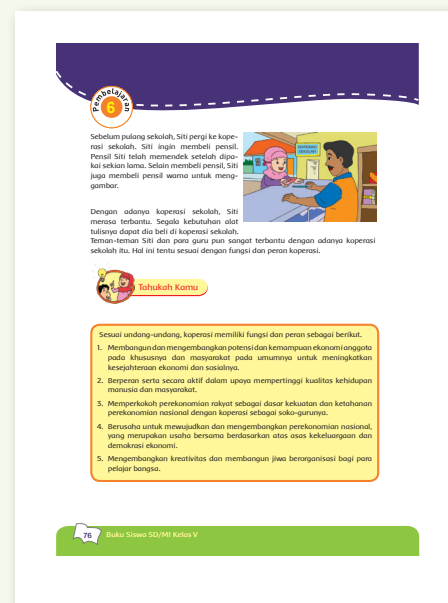 Pembelajaran
6
Sebelum pulang sekolah, Siti pergi ke kope-
rasi sekolah. Siti ingin membeli pensil.
Pensil Siti telah memendek setelah dipa-
kai sekian lama. Selain membeli pensil, Siti
juga membeli pensil warna untuk meng-
gambar.
KOPERASI
SEKOLAH
Dengan adanya koperasi sekolah, Siti
merasa terbantu. Segala kebutuhan alat
tulisnya dapat dia beli di koperasi sekolah.
Teman-teman Siti dan para guru pun sangat terbantu dengan adanya koperasi
sekolah itu. Hal ini tentu sesuai dengan fungsi dan peran koperasi.
Tahukah Kamu
Sesuai undang-undang, koperasi memiliki fungsi dan peran sebagai berikut.
1. Membangun dan mengembangkan potensi dan kemampuan ekonomi anggota
pada khususnya dan masyarakat pada umumnya untuk meningkatkan
kesejahteraan ekonomi dan sosialnya.
2. Berperan serta secara aktif dalam upaya mempertinggi kualitas kehidupan
manusia dan masyarakat.
3. Memperkokoh perekonomian rakyat sebagai dasar kekuatan dan ketahanan
perekonomian nasional dengan koperasi sebagai soko-gurunya.
4. Berusaha untuk mewujudkan dan mengembangkan perekonomian nasional,
yang merupakan usaha bersama berdasarkan atas asas kekeluargaan dan
demokrasi ekonomi.
5. Mengembangkan kreativitas dan membangun jiwa berorganisasi bagi para
pelajar bangsa.
76
Buku Siswa SD/MI Kelas V